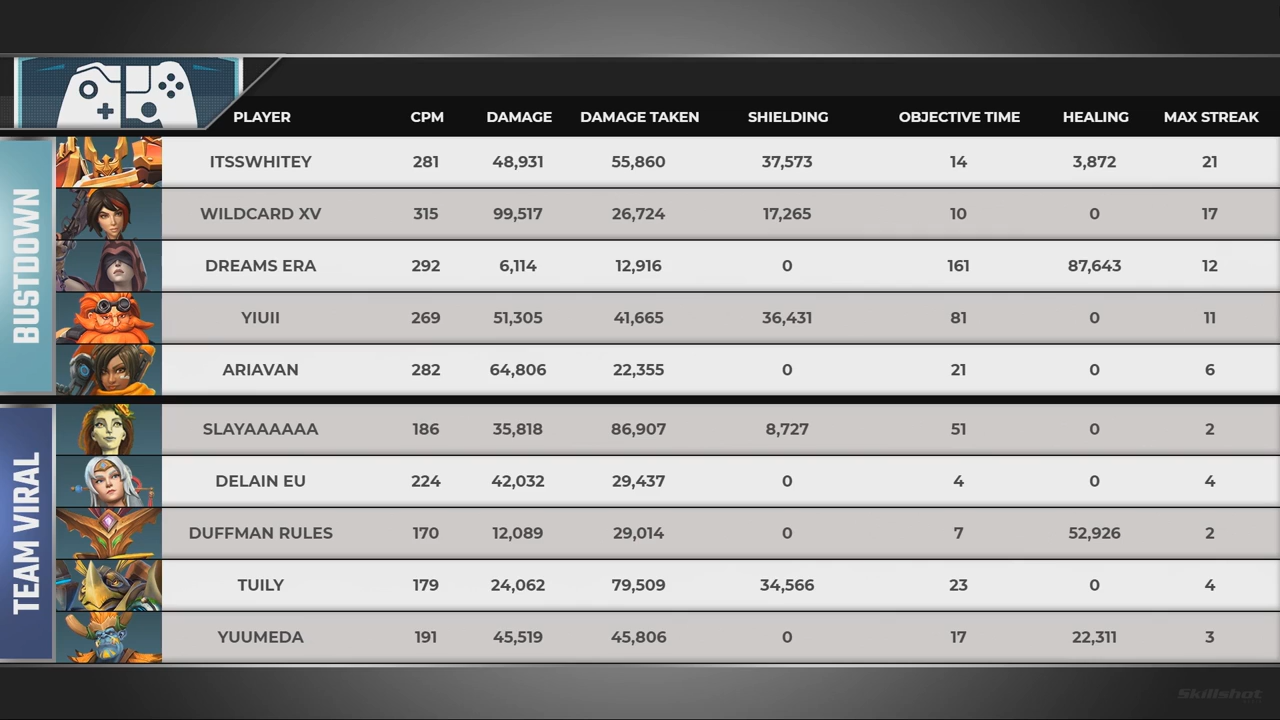 PLAYER CPM DAMAGE DAMAGE TAKEN SHIELDING OBJECTIVE TIME HEALING MAX STREAK
BUSTDOWN
ITSSWHITEY 281 48,931 55,860 37,573 14 3,872 21
WILDCARD XV 315 99,517 26,724 17,265 10 0 17
DREAMS ERA 292 6,114 12,916 0 161 87,643 12
YIUII 269 51,305 41,665 36,431 81 0 11
ARIAVAN 282 64,806 22,355 0 21 0 6
TEAM VIRAL
SLAYAAAAAA 186 35,818 86,907 8,727 51 0 2
DELAIN EU 224 42,032 29,437 0 4 0 4
DUFFMAN RULES 170 12,089 29,014 0 7 52,926 2
TUILY 179 24,062 79,509 34,566 23 0 4
YUUMEDA 191 45,519 45,806 0 17 22,311 3
Skillshot